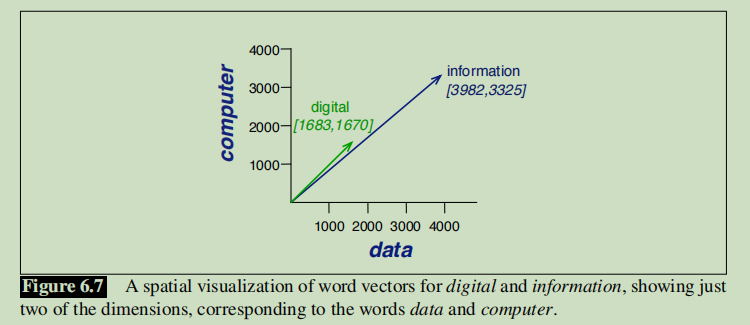 4000
computer
3000
information
[3982,3325]
digital
2000
[1683,1670]
1000
1000 2000 3000 4000
data
Figure 6.7 A spatial visualization of word vectors for digital and information, showing just
two of the dimensions, corresponding to the words data and computer.